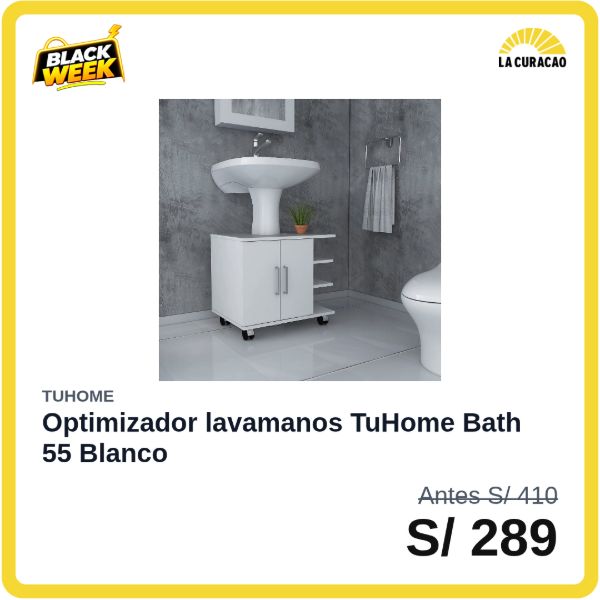 BLACK
WEEK
LA CURACAO
TUHOME
Optimizador lavamanos TuHome Bath
55 Blanco
Antes S/ 410
S/ 289